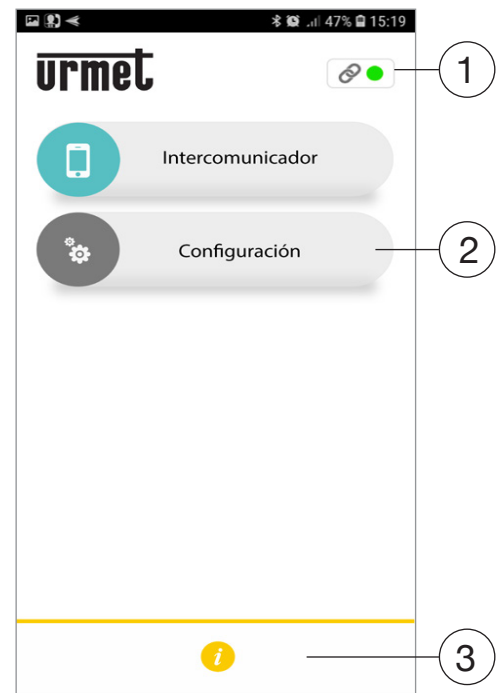 47% 15:19
urmet
1
Intercomunicador
Configuración
2
i
3